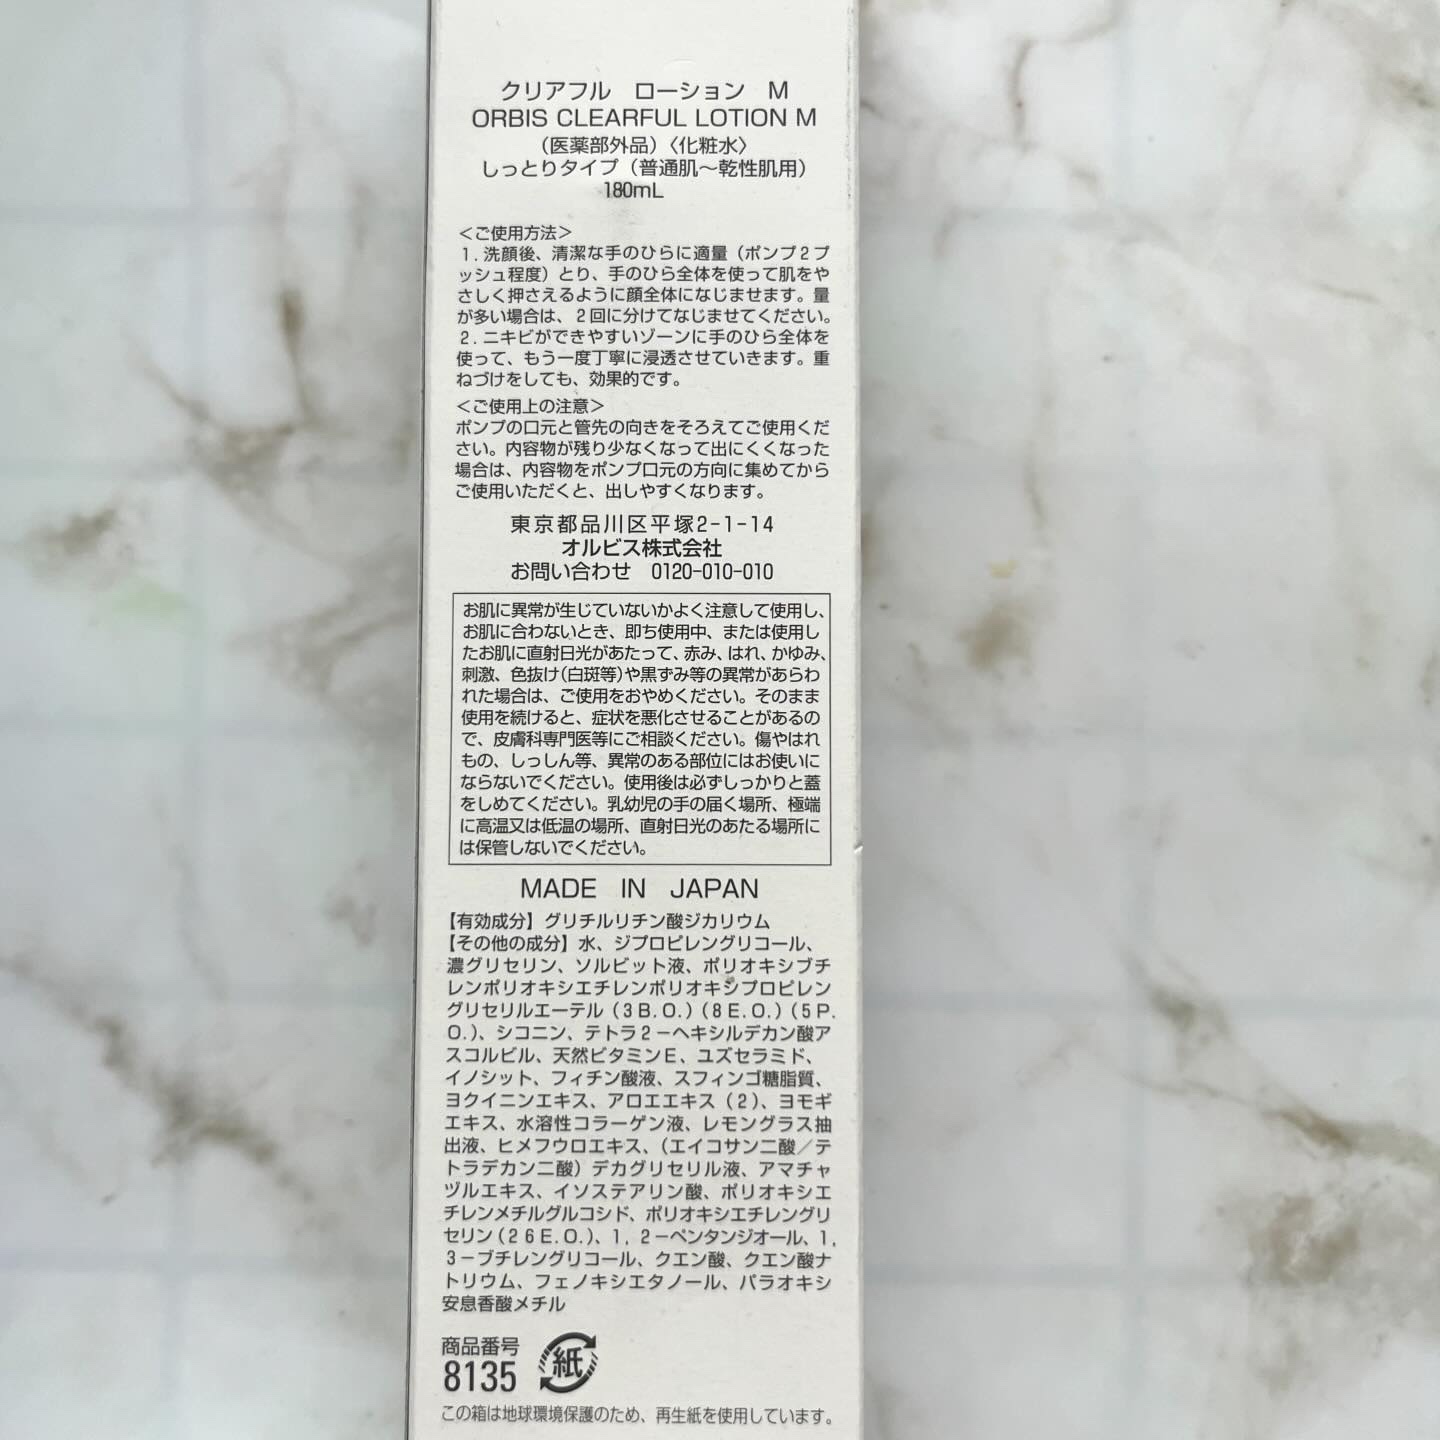 クリアフル ローション M
ORBIS CLEARFUL LOTION M
（医薬部外品）〈化粧水〉
しっとりタイプ（普通肌～乾性肌用）
180mL
＜ご使用方法＞
1．洗顔後、清潔な手のひらに適量（ポンプ2プ
ッシュ程度）とり、手のひら全体を使って肌をや
さしく押さえるように顔全体になじませます。量
が多い場合は、2回に分けてなじませてください。
2．ニキビができやすいゾーンに手のひら全体を
使って、もう一度丁寧に浸透させていきます。重
ねづけをしても、効果的です。
＜ご使用上の注意＞
ポンプの口元と管先の向きをそろえてご使用くだ
さい。内容物が残り少なくなって出にくくなった
場合は、内容物をポンプ口元の方向に集めてから
ご使用いただくと、出しやすくなります。
東京都品川区平塚2-1-14
オルビス株式会社
お問い合わせ 0120-010-010
お肌に異常が生じていないかよく注意して使用し、
お肌に合わないとき、即ち使用中、または使用し
たお肌に直射日光があたって、赤み、はれ、かゆみ、
刺激、色抜け（白斑等）や黒ずみ等の異常があらわ
れた場合は、ご使用をおやめください。そのまま
使用を続けると、症状を悪化させることがあるの
で、皮膚科専門医等にご相談ください。傷やはれ
もの、しっしん等、異常のある部位にはお使いに
ならないでください。使用後は必ずしっかりと蓋
をしめてください。乳幼児の手の届く場所、極端
に高温又は低温の場所、直射日光のあたる場所に
は保管しないでください。
MADE IN JAPAN
【有効成分】グリチルリチン酸ジカリウム
【その他の成分】水、ジプロピレングリコール、
濃グリセリン、ソルビット液、ポリオキシブチ
レンポリオキシエチレンポリオキシプロピレン
グリセリルエーテル（3B.O.）（8E.O.）（5P.
O.）、シコニン、テトラ2－ヘキシルデカン酸ア
スコルビル、天然ビタミンE、ユズセラミド、
イノシット、フィチン酸液、スフィンゴ糖脂質、
ヨクイニンエキス、アロエエキス（2）、ヨモギ
エキス、水溶性コラーゲン液、レモングラス抽
出液、ヒメフウロエキス、（エイコサン二酸／テ
トラデカン二酸）デカグリセリル液、アマチャ
ヅルエキス、イソステアリン酸、ポリオキシエ
チレンメチルグルコシド、ポリオキシエチレングリ
セリン（26E.O.）、1，2－ペンタンジオール、1，
3－ブチレングリコール、クエン酸、クエン酸ナ
トリウム、フェノキシエタノール、パラオキシ
安息香酸メチル
商品番号
8135
紙
この箱は地球環境保護のため、再生紙を使用しています。